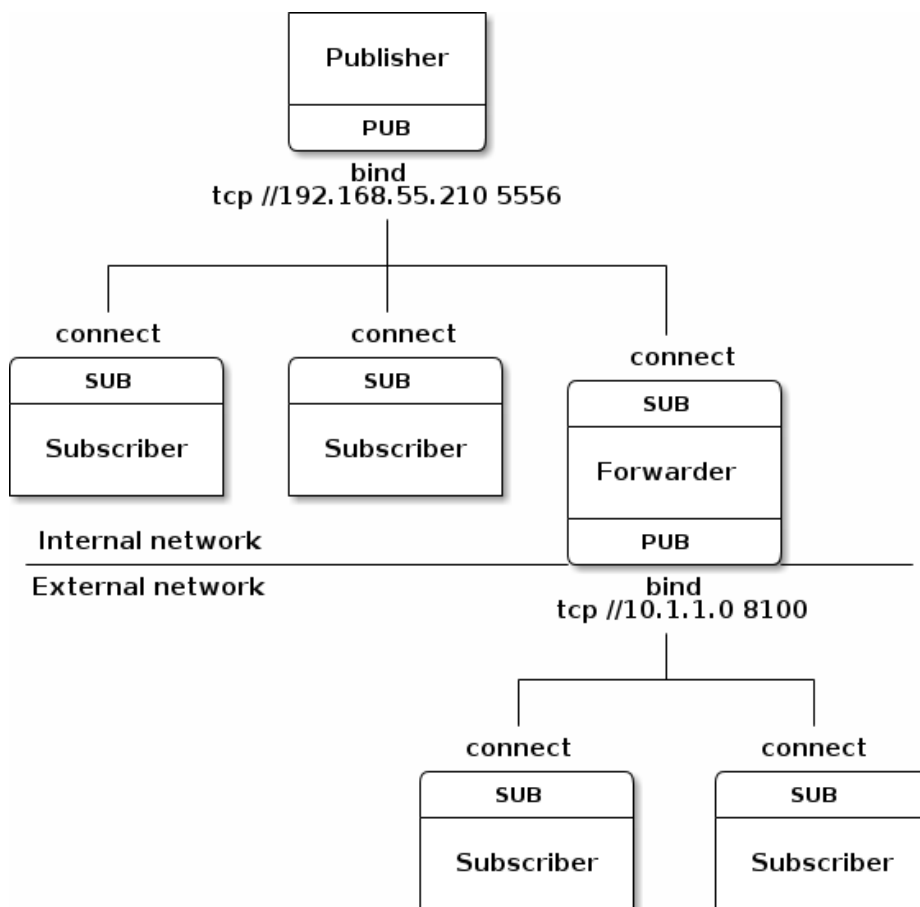 Publisher
PUB
bind
tcp //192.168.55.210 5556
connect
connect
connect
SUB
SUB
SUB
Subscriber
Subscriber
Forwarder
PUB
Internal network
External network
bind
tcp //10.1.1.0 8100
connect
connect
SUB
SUB
Subscriber
Subscriber